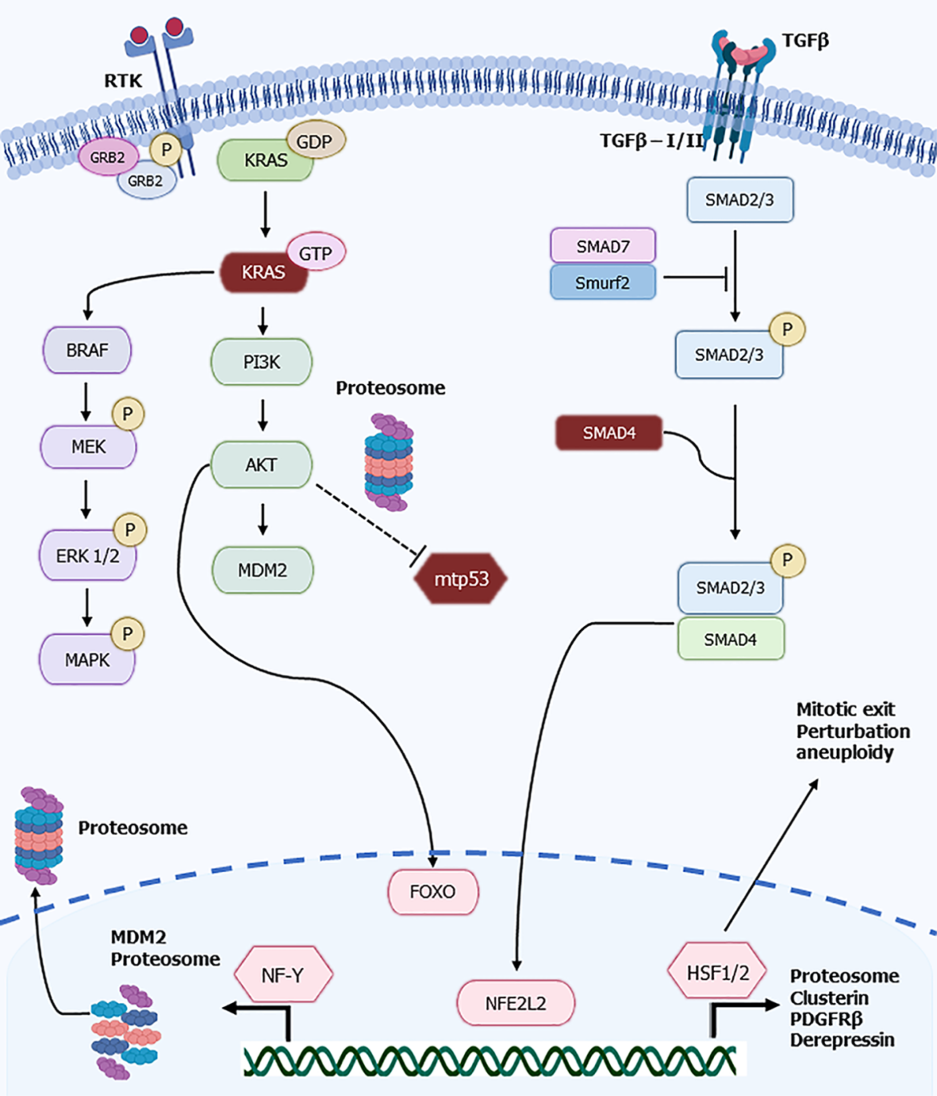 TGFβ
RTK
GRB2
P
GRB2
KRAS
GDP
TGFβ–I/II
SMAD2/3
KRAS
GTP
SMAD7
Smurf2
BRAF
PI3K
SMAD2/3
P
Proteosome
MEK
P
AKT
SMAD4
ERK 1/2
P
MDM2
mtp53
SMAD2/3
P
SMAD4
MAPK
P
Mitotic exit
Perturbation
aneuploidy
Proteosome
FOXO
MDM2
Proteosome
NF-Y
NFE2L2
HSF1/2
Proteosome
Clusterin
PDGFRβ
Derepressin